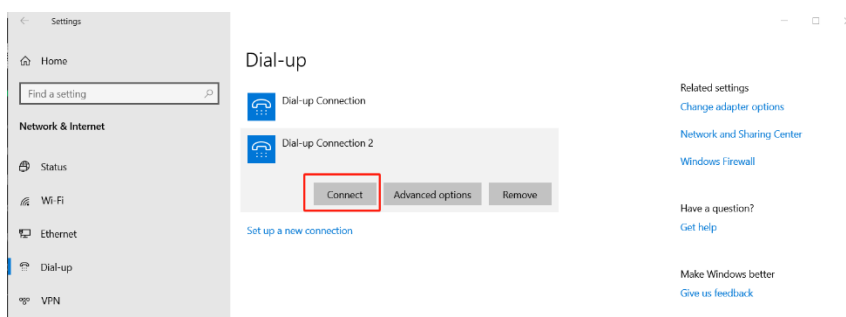 Settings
Home
Find a setting
Network & Internet
Status
Wi-Fi
Ethernet
Dial-up
VPN
Dial-up
Dial-up Connection
Dial-up Connection 2
Connect Advanced options Remove
Set up a new connection
Related settings
Change adapter options
Network and Sharing Center
Windows Firewall
Have a question?
Get help
Make Windows better
Give us feedback